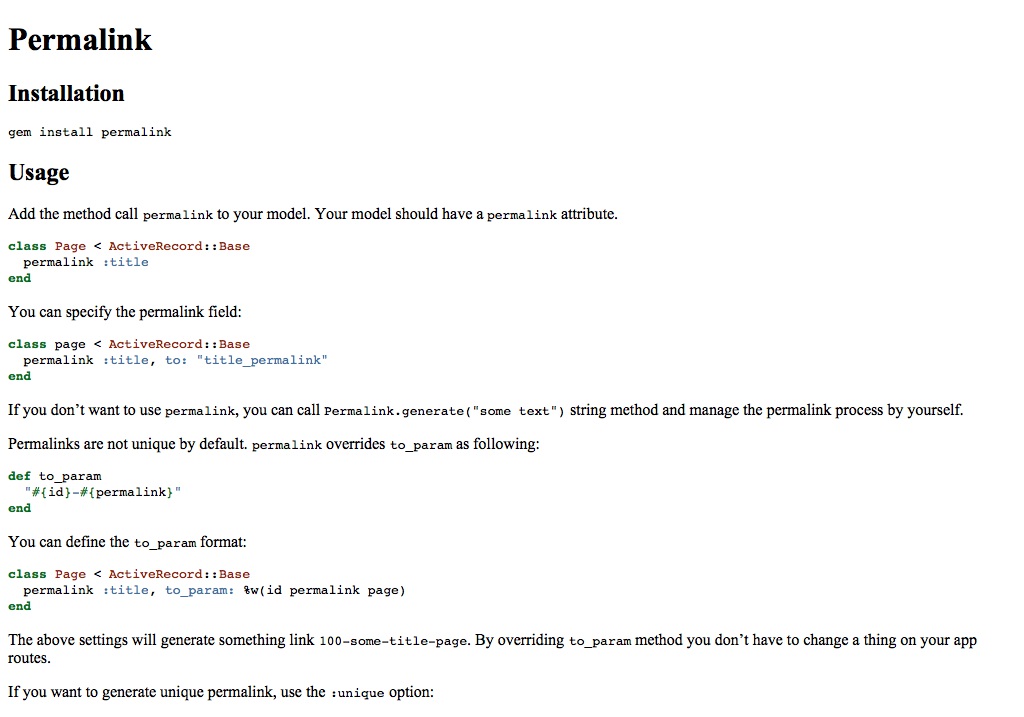 Permalink
Installation
gem install permalink
Usage
Add the method call permalink to your model. Your model should have a permalink attribute.
class Page < ActiveRecord::Base
  permalink :title
end
You can specify the permalink field:
class page < ActiveRecord::Base
  permalink :title, to: "title_permalink"
end
If you don’t want to use permalink, you can call Permalink.generate("some text") string method and manage the permalink process by yourself.
Permalinks are not unique by default. permalink overrides to_param as following:
def to_param
  "#{id}-#{permalink}"
end
You can define the to_param format:
class Page < ActiveRecord::Base
  permalink :title, to_param: %w(id permalink page)
end
The above settings will generate something link 100-some-title-page. By overriding to_param method you don’t have to change a thing on your app
routes.
If you want to generate unique permalink, use the :unique option: